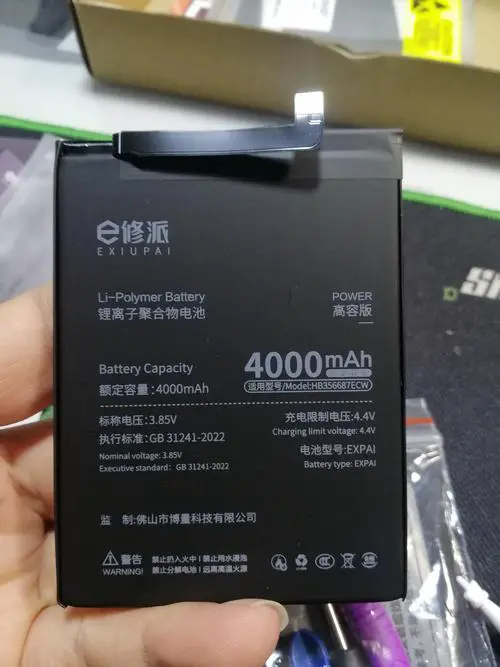 e修派
EXIUPAI
Li-Polymer Battery
锂离子聚合物电池
POWER
高容版
Battery Capacity
额定容量:4000mAh
4000mAh
适用型号/Model:HB356687ECW
标称电压:3.85V
执行标准:GB 31241-2022
Nominal voltage: 3.85V
Executive standard: GB 31241-2022
充电限制电压:4.4V
Charging limit voltage: 4.4V
电池型号:EXPAI
Battery type: EXPAI
监 制:佛山市博量科技有限公司
警告
WARNING!
禁止扔入火中|禁止用水浸泡
禁止分解电池|远离高温火源